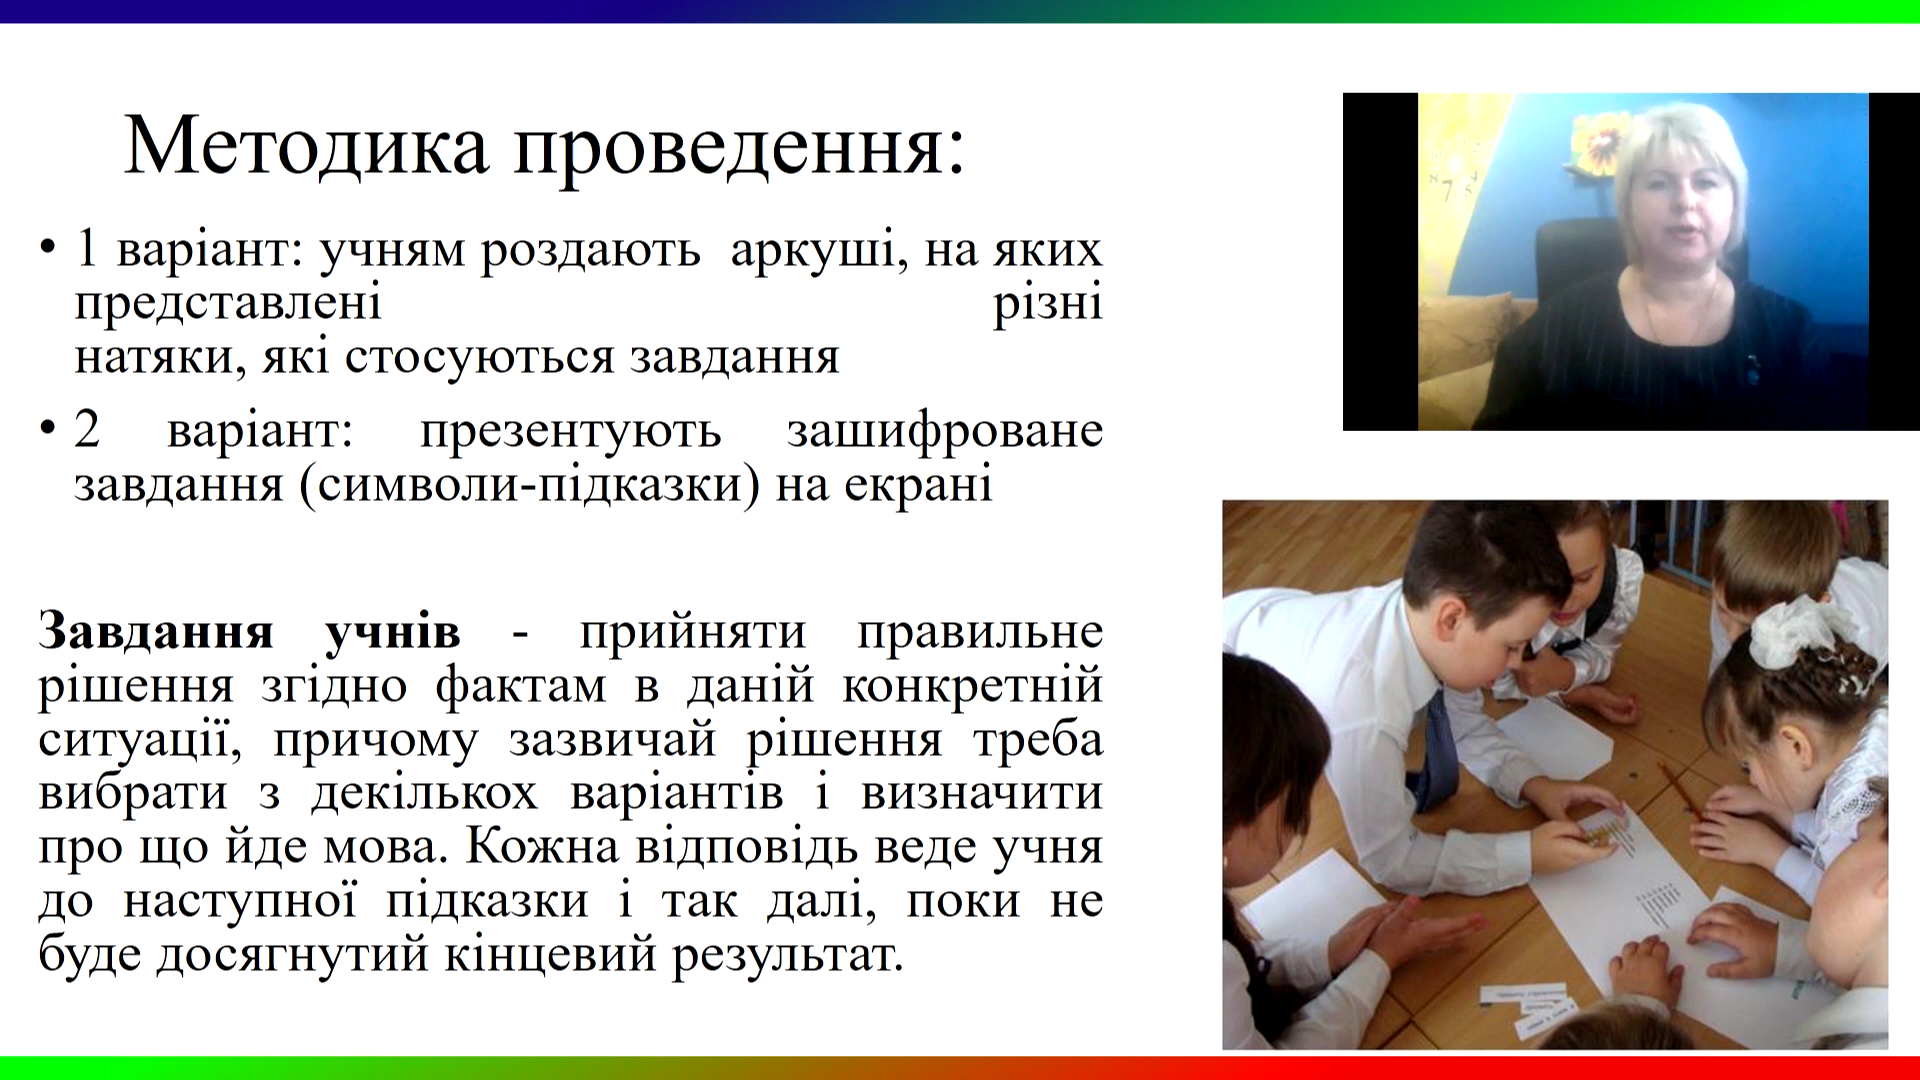 Методика проведення:
• 1 варіант: учням роздають аркуші, на яких
представлені різні
натяки, які стосуються завдання
• 2 варіант: презентують зашифроване
завдання (символи-підказки) на екрані
Завдання учнів - прийняти правильне
рішення згідно фактам в даній конкретній
ситуації, причому зазвичай рішення треба
вибрати з декількох варіантів і визначити
про що йде мова. Кожна відповідь веде учня
до наступної підказки і так далі, поки не
буде досягнутий кінцевий результат.